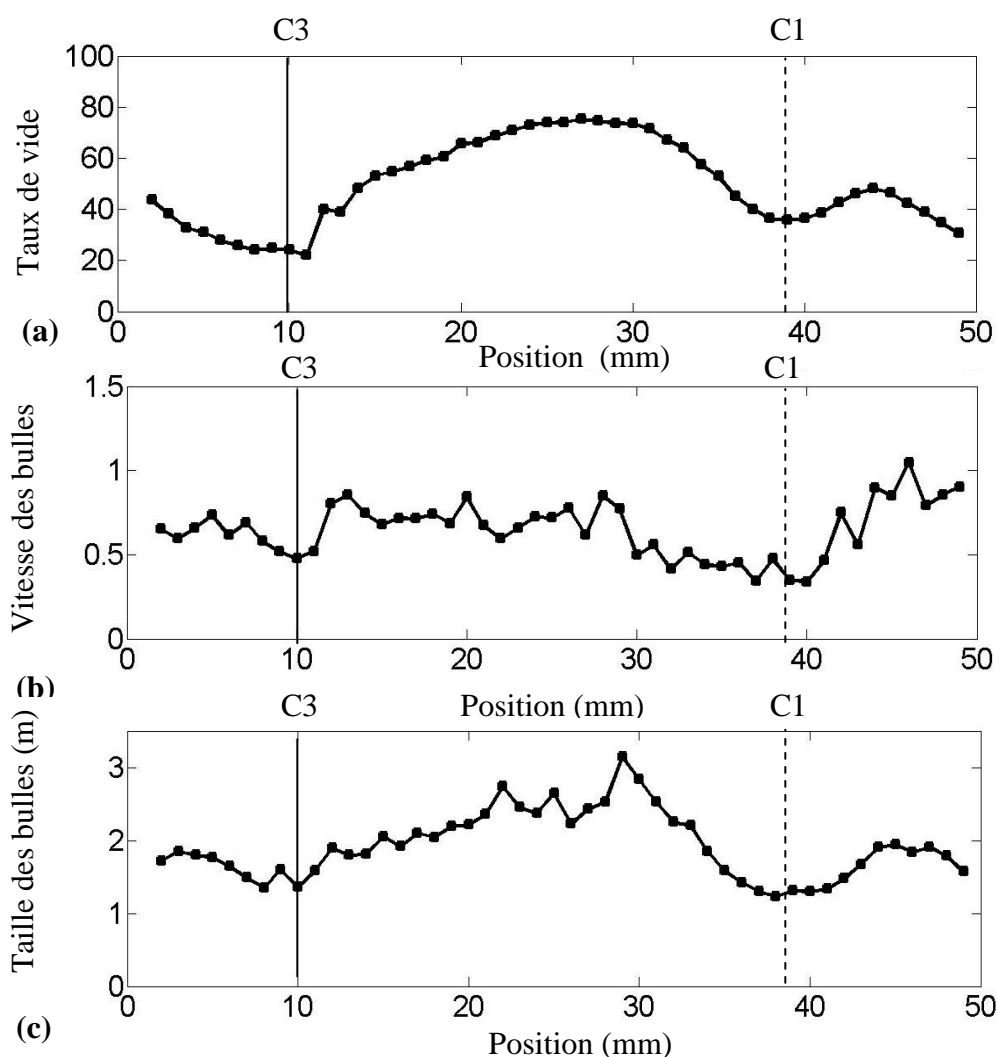 C3 C1
100
80
60
40
20
0
Taux de vide
(a)
0 10 20 30 40 50
Position (mm)
C3 C1
1.5
1
0.5
0
Vitesse des bulles
(b)
0 10 20 30 40 50
Position (mm)
C3 C1
3
2
1
0
Taille des bulles (m)
(c)
0 10 20 30 40 50
Position (mm)